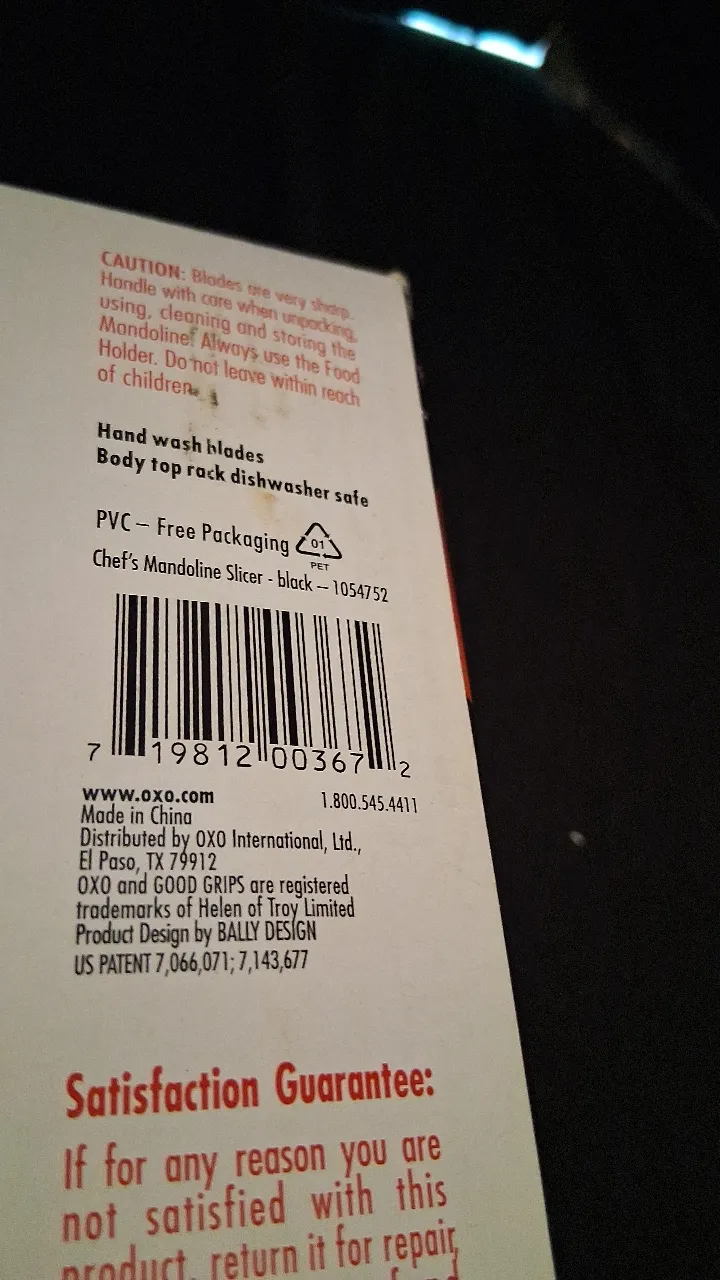 CAUTION: Blades are very sharp.
Handle with care when unpacking,
using, cleaning and storing the
Mandoline! Always use the Food
Holder. Do not leave within reach
of children.
Hand wash blades
Body top rack dishwasher safe
PVC – Free Packaging
01
PET
Chef's Mandoline Slicer - black – 1054752
7 19812 00367 2
www.oxo.com 1.800.545.4411
Made in China
Distributed by OXO International, Ltd.,
El Paso, TX 79912
OXO and GOOD GRIPS are registered
trademarks of Helen of Troy Limited
Product Design by BALLY DESIGN
US PATENT 7,066,071; 7,143,677
Satisfaction Guarantee:
If for any reason you are
not satisfied with this
product, return it for repair,